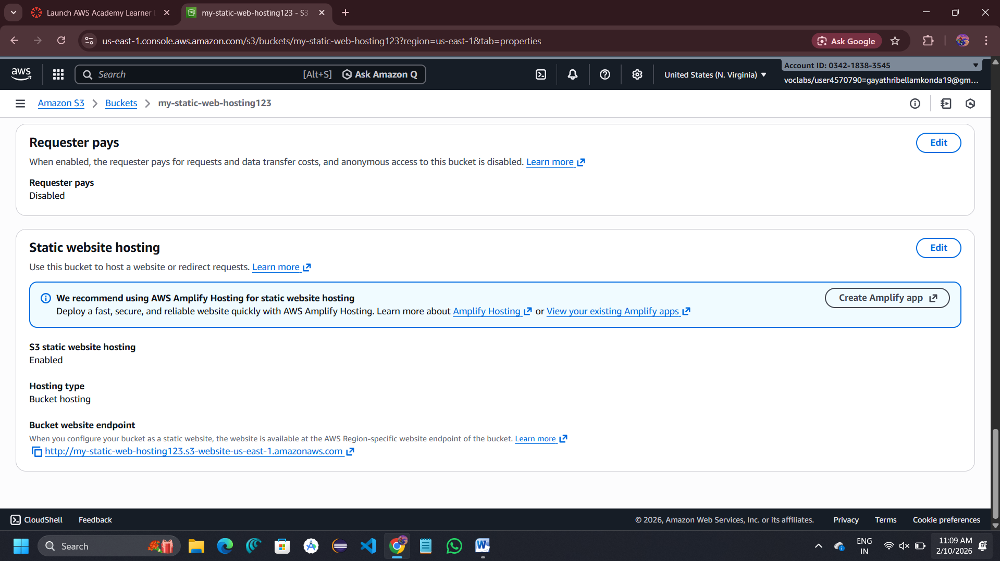 Launch AWS Academy Learner
my-static-web-hosting123 - S3
us-east-1.console.aws.amazon.com/s3/buckets/my-static-web-hosting123?region=us-east-1&tab=properties
Ask Google
aws
Search
[Alt+S]
Ask Amazon Q
United States (N. Virginia)
Account ID: 0342-1838-3545
voclabs/user4570790=gayathribellamkonda19@gm...
Amazon S3
Buckets
my-static-web-hosting123
Requester pays
Edit
When enabled, the requester pays for requests and data transfer costs, and anonymous access to this bucket is disabled. Learn more
Requester pays
Disabled
Static website hosting
Edit
Use this bucket to host a website or redirect requests. Learn more
We recommend using AWS Amplify Hosting for static website hosting
Create Amplify app
Deploy a fast, secure, and reliable website quickly with AWS Amplify Hosting. Learn more about Amplify Hosting or View your existing Amplify apps
S3 static website hosting
Enabled
Hosting type
Bucket hosting
Bucket website endpoint
When you configure your bucket as a static website, the website is available at the AWS Region-specific website endpoint of the bucket. Learn more
http://my-static-web-hosting123.s3-website-us-east-1.amazonaws.com
CloudShell
Feedback
© 2026, Amazon Web Services, Inc. or its affiliates.
Privacy
Terms
Cookie preferences
Search
ENG
IN
11:09 AM
2/10/2026